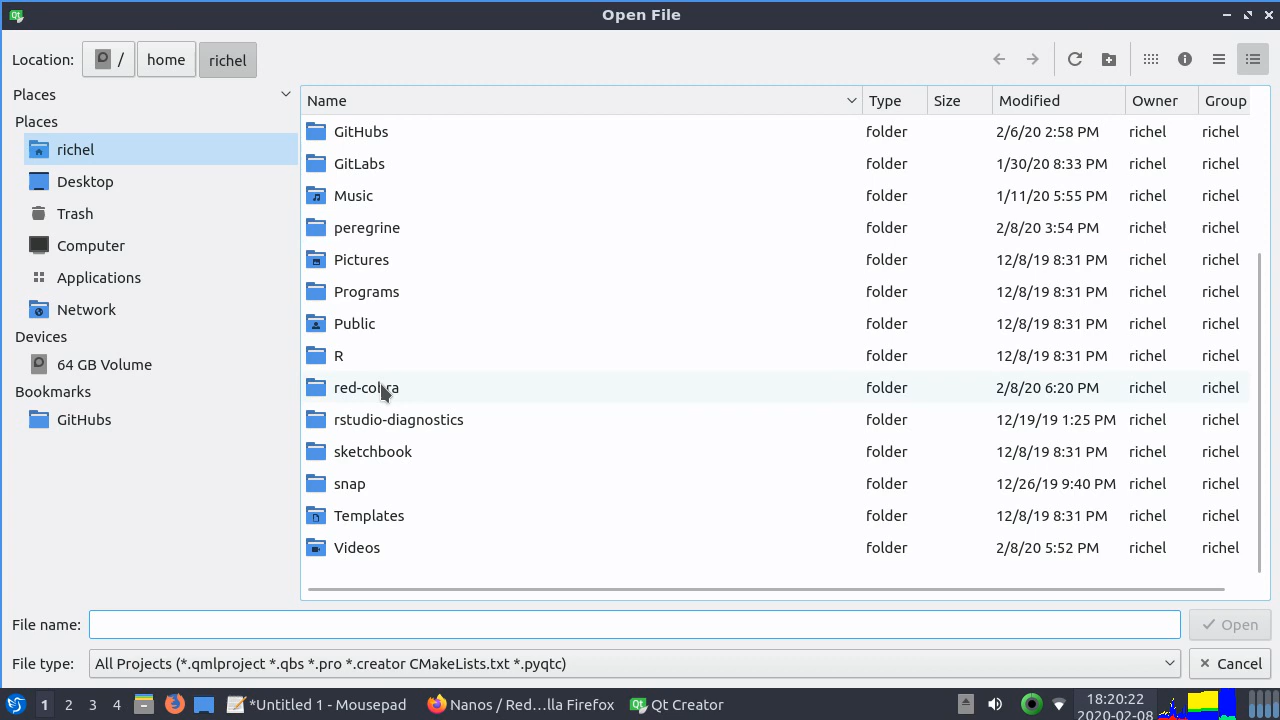 Open File
Location: / home richel
Places
Places
richel
Desktop
Trash
Computer
Applications
Network
Devices
64 GB Volume
Bookmarks
GitHubs
Name Type Size Modified Owner Group
GitHubs folder 2/6/20 2:58 PM richel richel
GitLabs folder 1/30/20 8:33 PM richel richel
Music folder 1/11/20 5:55 PM richel richel
peregrine folder 2/8/20 3:54 PM richel richel
Pictures folder 12/8/19 8:31 PM richel richel
Programs folder 12/8/19 8:31 PM richel richel
Public folder 12/8/19 8:31 PM richel richel
R folder 12/8/19 8:31 PM richel richel
red-cobra folder 2/8/20 6:20 PM richel richel
rstudio-diagnostics folder 12/19/19 1:25 PM richel richel
sketchbook folder 12/8/19 8:31 PM richel richel
snap folder 12/26/19 9:40 PM richel richel
Templates folder 12/8/19 8:31 PM richel richel
Videos folder 2/8/20 5:52 PM richel richel
File name: Open
File type: All Projects (*.qmlproject *.qbs *.pro *.creator CMakeLists.txt *.pyqtc) Cancel
1 2 3 4 *Untitled 1 - Mousepad Nanos / Red…lla Firefox Qt Creator 18:20:22
2020-02-08